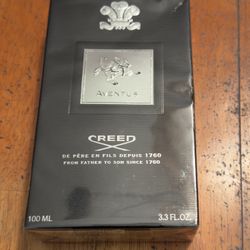 AVENTUS
CREED
DE PÈRE EN FILS DEPUIS 1760
FROM FATHER TO SON SINCE 1760
100 ML
3.3 FL.OZ.